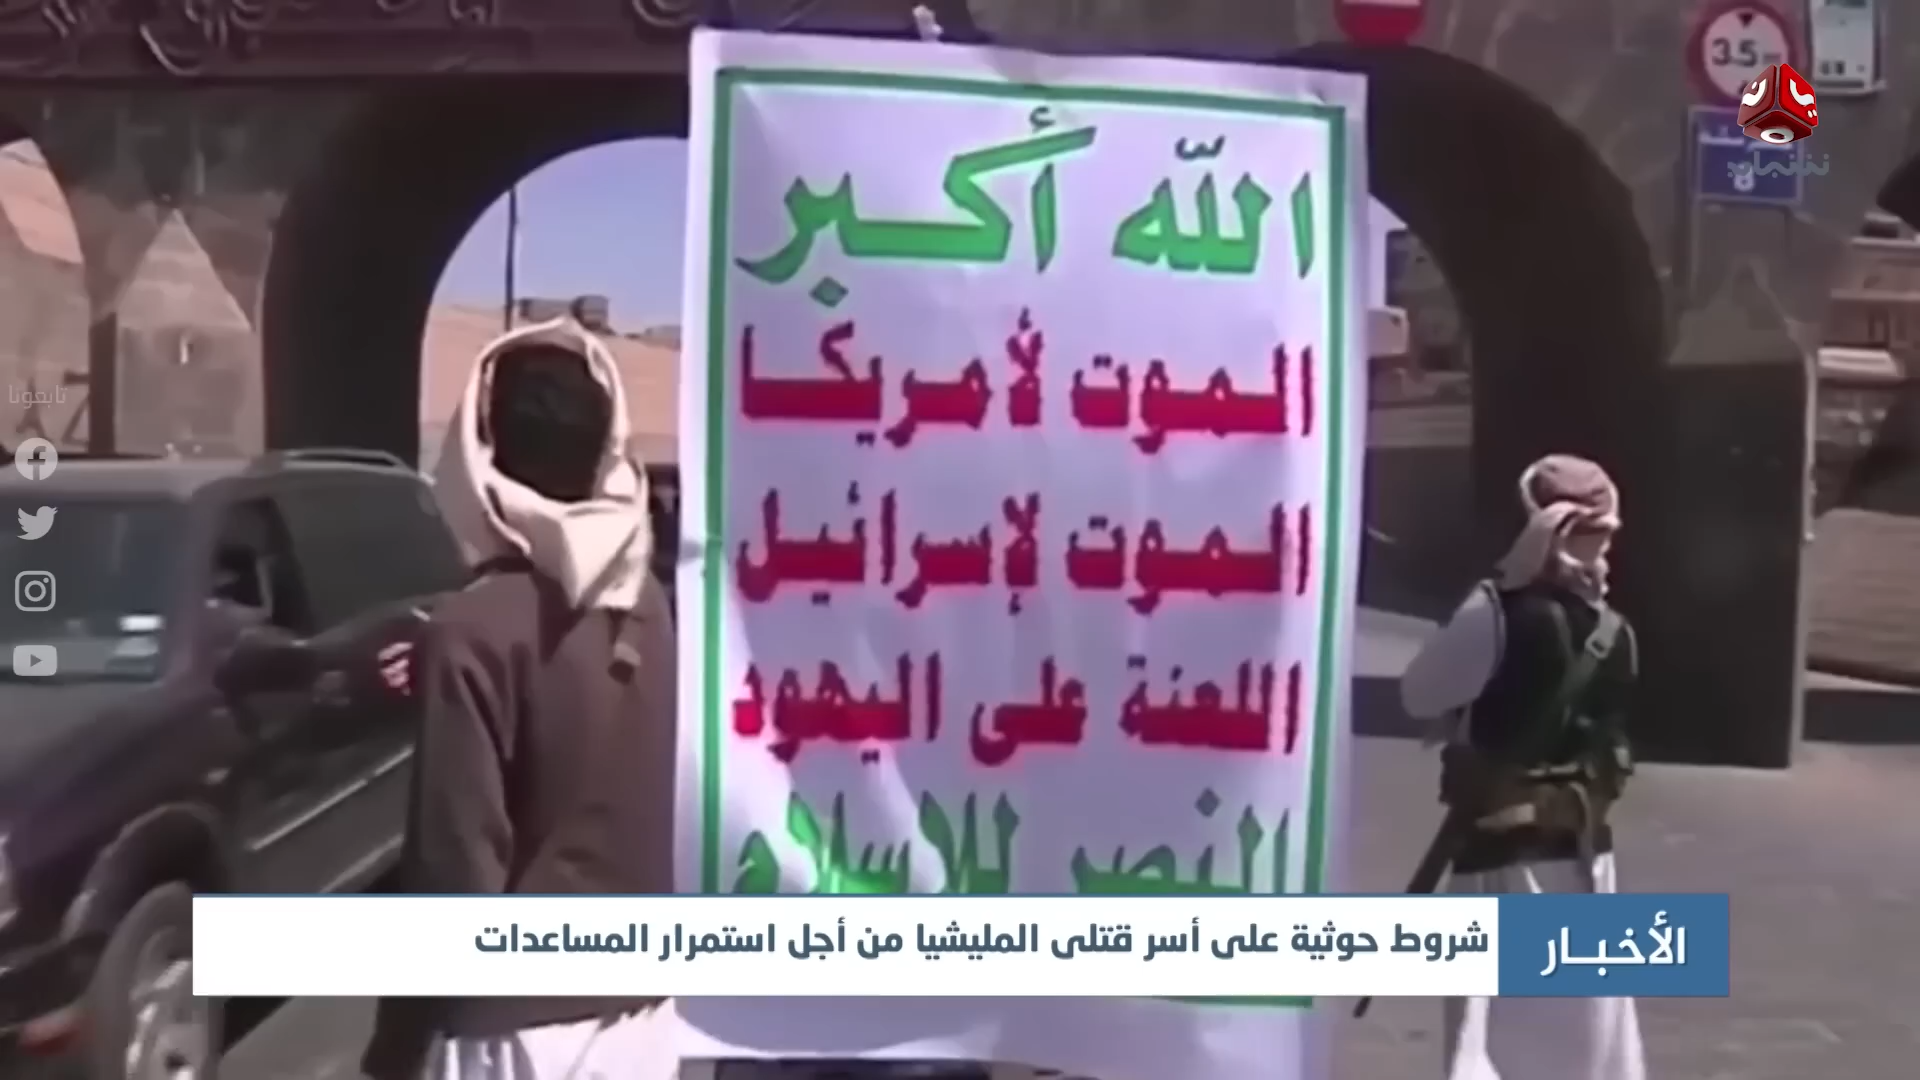 3.5
8
تابعونا
الله أكبر
الموت لأمريكا
الموت لإسرائيل
اللعنة على اليهود
النصر للإسلام
الأخبار
شروط حوثية على أسر قتلى المليشيا من أجل استمرار المساعدات